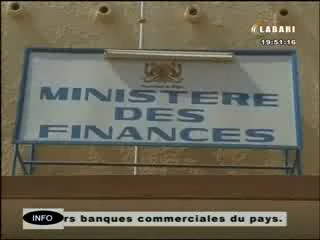 LABARI
19:51:16
MINISTERE
DES
FINANCES
INFO
rs banques commerciales du pays.